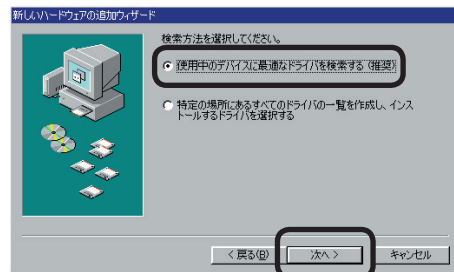 新しいハードウェアの追加ウィザード
検索方法を選択してください。
使用中のデバイスに最適なドライバを検索する (推奨)
特定の場所にあるすべてのドライバの一覧を作成し、インス
トールするドライバを選択する
< 戻る(B)
次へ >
キャンセル